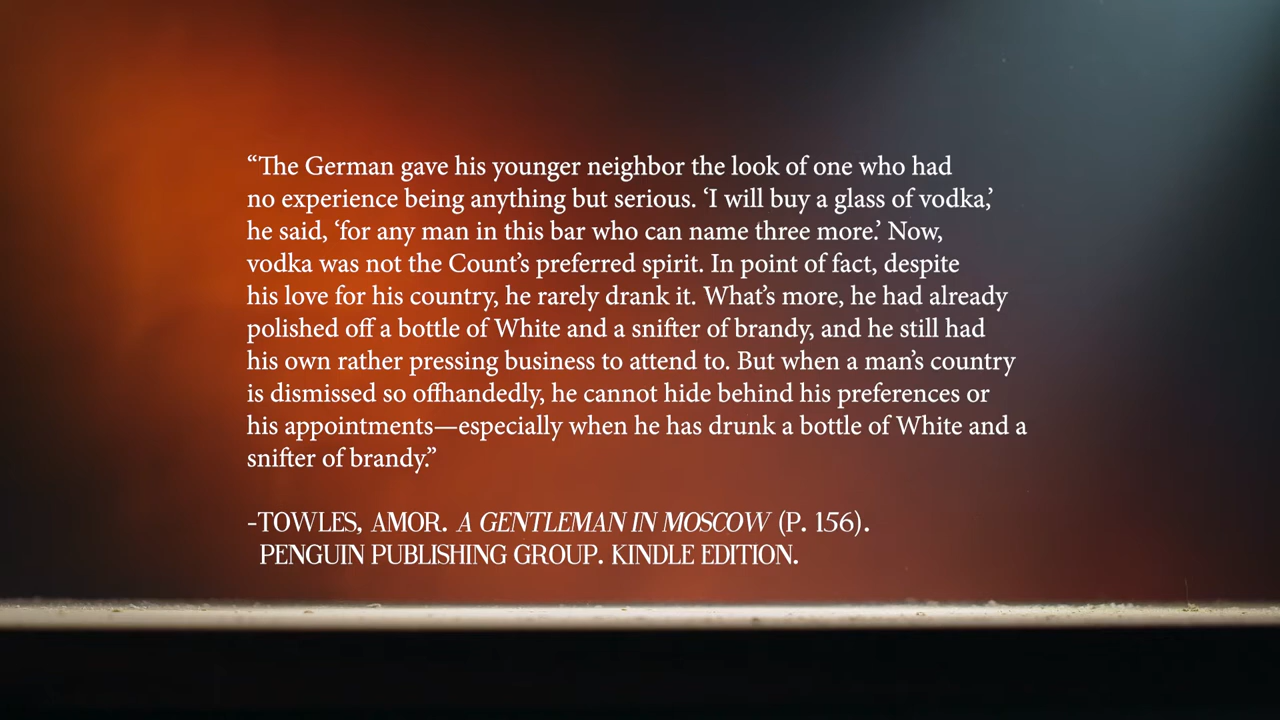 “The German gave his younger neighbor the look of one who had
no experience being anything but serious. ‘I will buy a glass of vodka,’
he said, ‘for any man in this bar who can name three more.’ Now,
vodka was not the Count’s preferred spirit. In point of fact, despite
his love for his country, he rarely drank it. What’s more, he had already
polished off a bottle of White and a snifter of brandy, and he still had
his own rather pressing business to attend to. But when a man’s country
is dismissed so offhandedly, he cannot hide behind his preferences or
his appointments—especially when he has drunk a bottle of White and a
snifter of brandy.”
-TOWLES, AMOR. A GENTLEMAN IN MOSCOW (P. 156).
PENGUIN PUBLISHING GROUP. KINDLE EDITION.